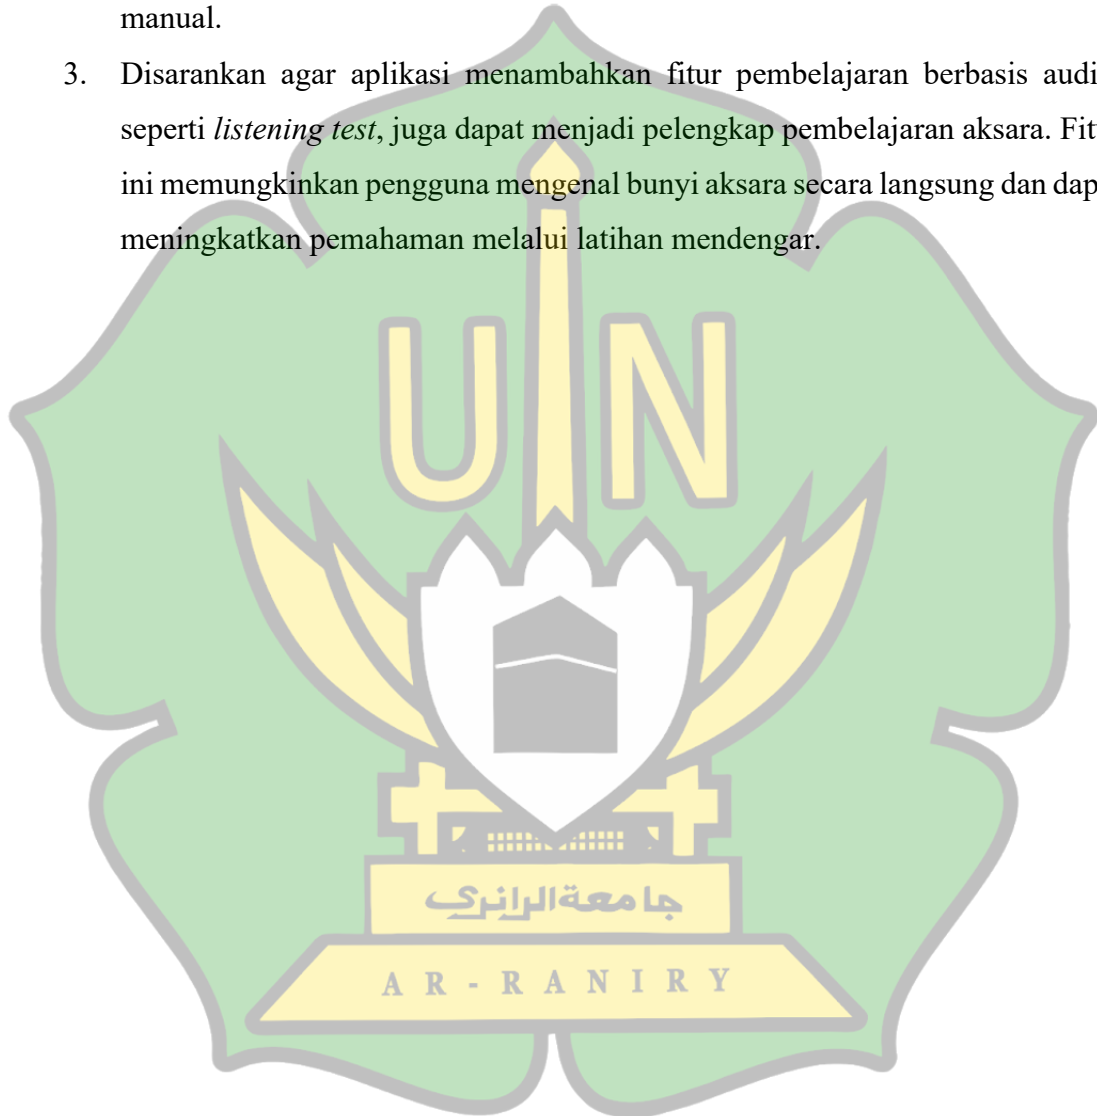 manual.
3. Disarankan agar aplikasi menambahkan fitur pembelajaran berbasis audi
seperti listening test, juga dapat menjadi pelengkap pembelajaran aksara. Fit
ini memungkinkan pengguna mengenal bunyi aksara secara langsung dan dap
meningkatkan pemahaman melalui latihan mendengar.
UIN
جامعة الرانري
AR-RANIRY